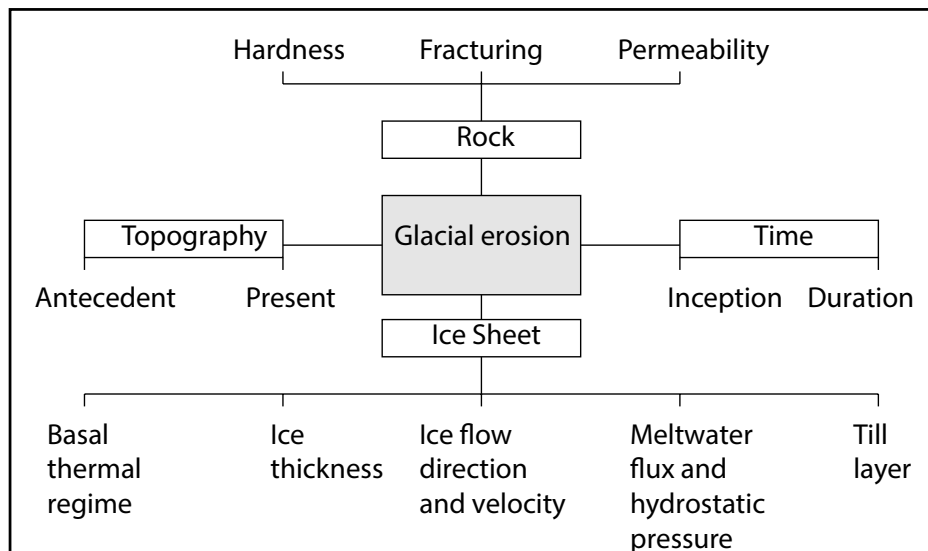 Hardness Fracturing Permeability
Rock
Topography Glacial erosion Time
Antecedent Present Inception Duration
Ice Sheet
Basal
thermal
regime
Ice
thickness
Ice flow
direction
and velocity
Meltwater
flux and
hydrostatic
pressure
Till
layer